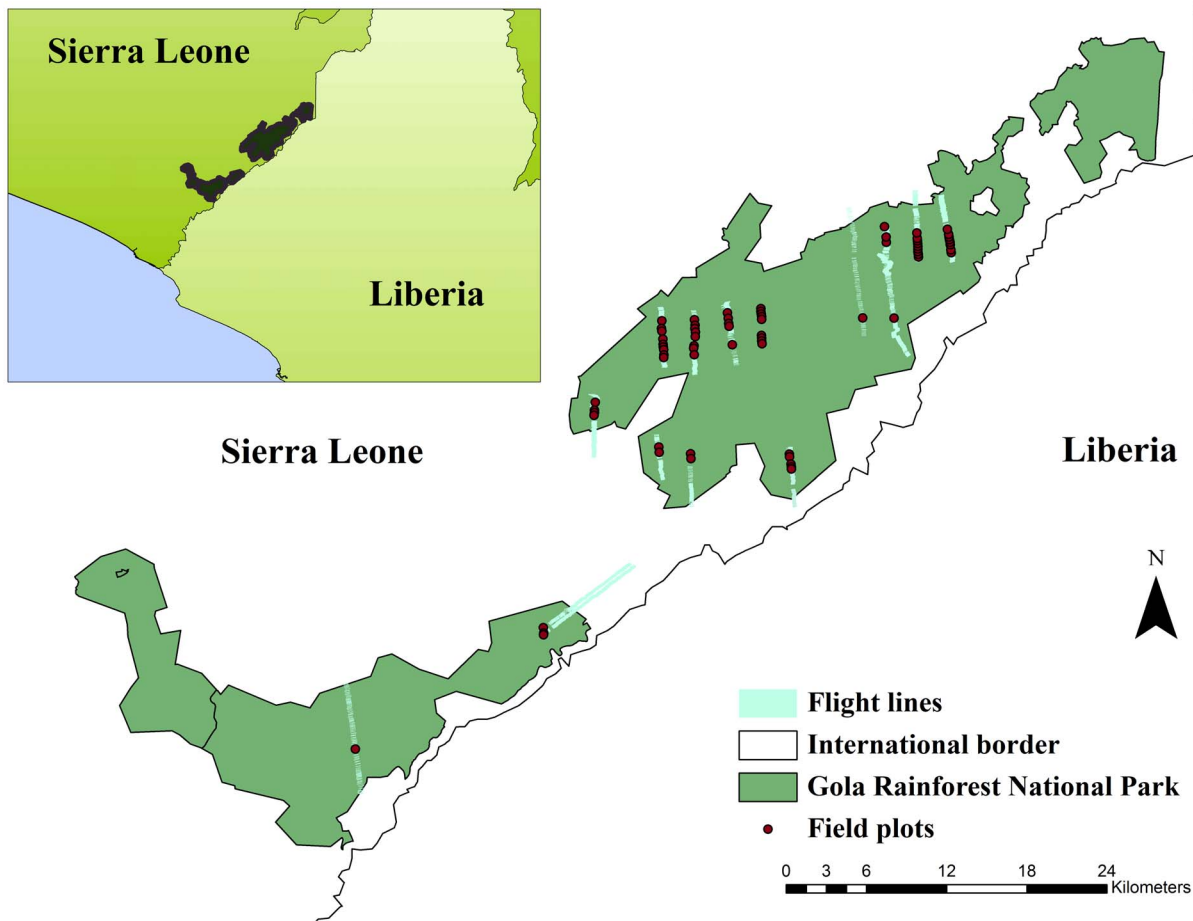 Sierra Leone
Liberia
Sierra Leone
Liberia
N
Flight lines
International border
Gola Rainforest National Park
Field plots
0 3 6 12 18 24
Kilometers